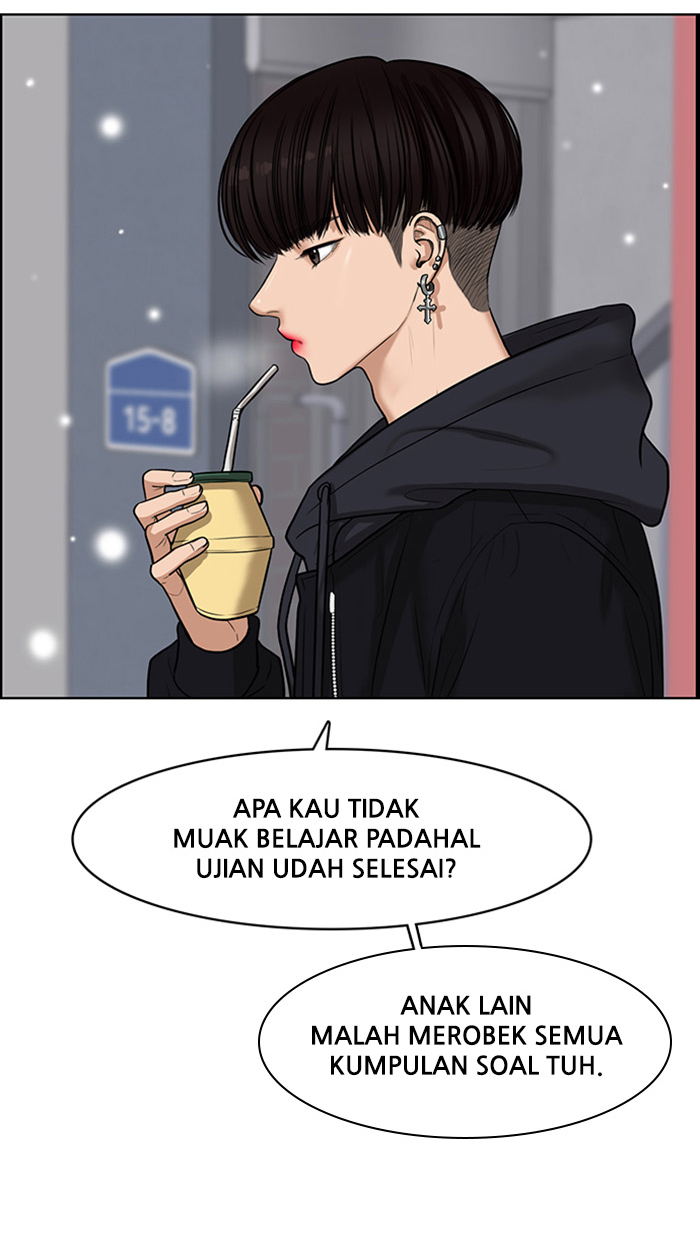 15-8
APA KAU TIDAK
MUAK BELAJAR PADAHAL
UJIAN UDAH SELESAI?
ANAK LAIN
MALAH MEROBEK SEMUA
KUMPULAN SOAL TUH.